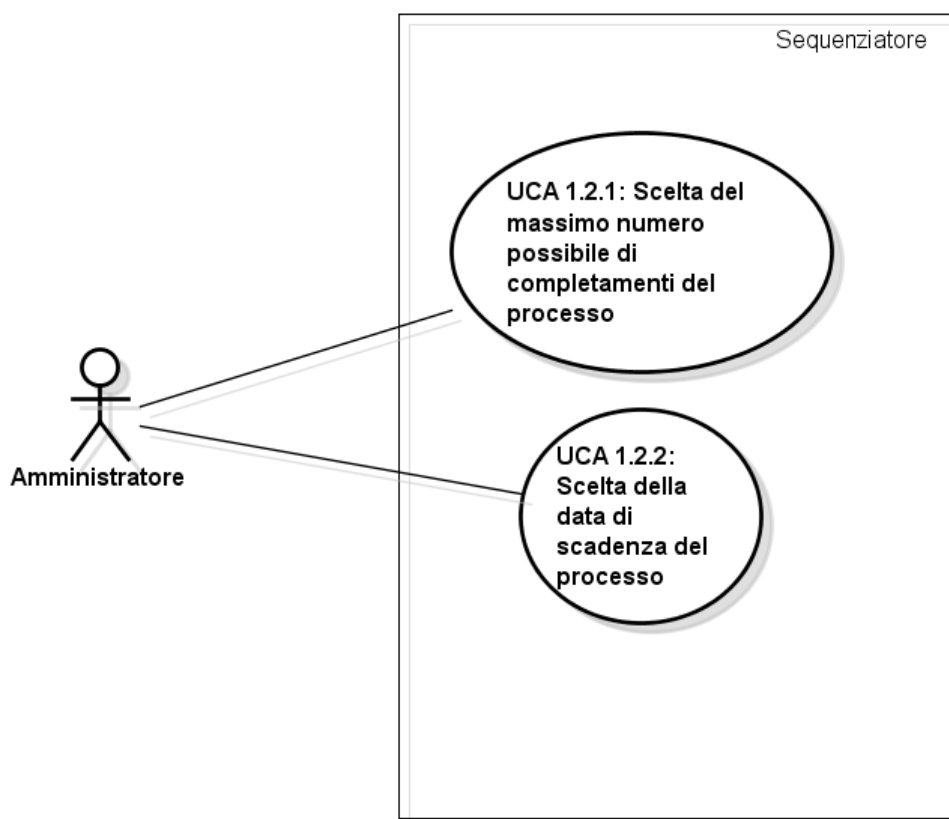 Sequenziatore
UCA 1.2.1: Scelta del
massimo numero
possibile di
completamenti del
processo
Amministratore
UCA 1.2.2:
Scelta della
data di
scadenza del
processo